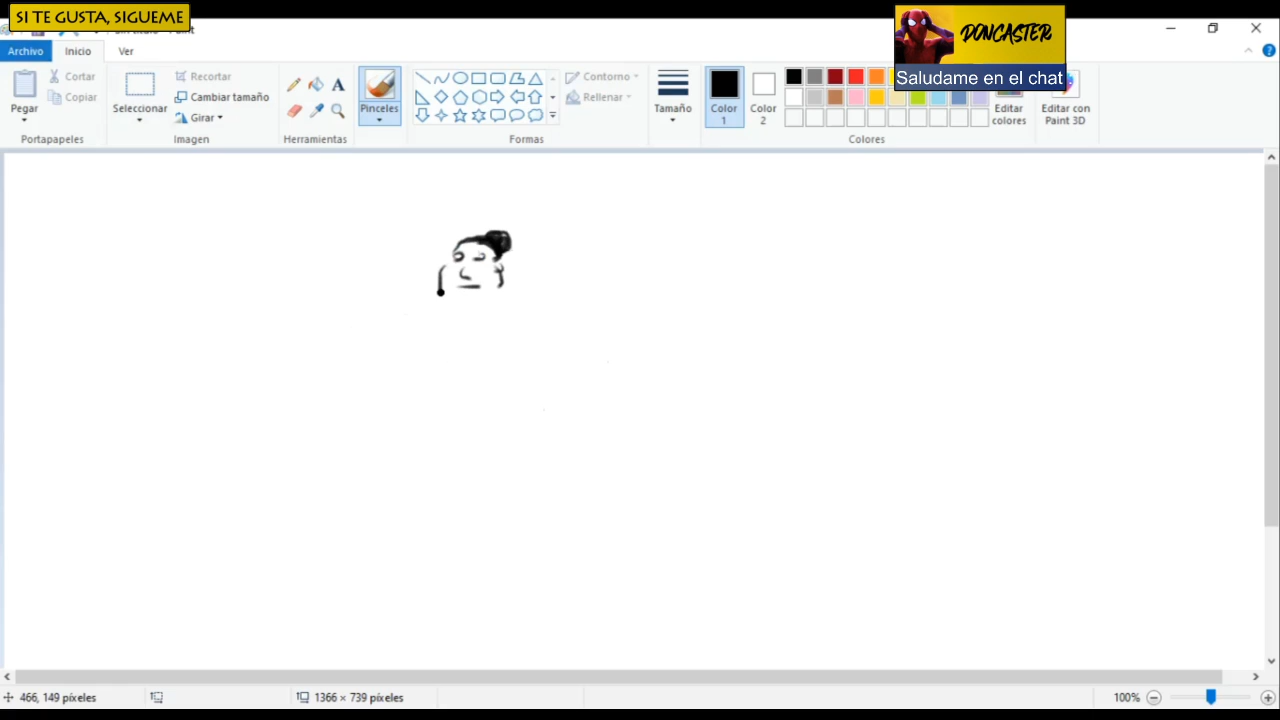 SI TE GUSTA, SIGUEME
DONCASTER
Saludame en el chat
Archivo
Inicio
Ver
Pegar
Cortar
Copiar
Portapapeles
Seleccionar
Recortar
Cambiar tamaño
Girar
Imagen
A
Herramientas
Pinceles
Contorno
Rellenar
Formas
Tamaño
Color
1
Color
2
Editar
colores
Editar con
Paint 3D
Colores
466, 149 píxeles
1366 × 739 píxeles
100%